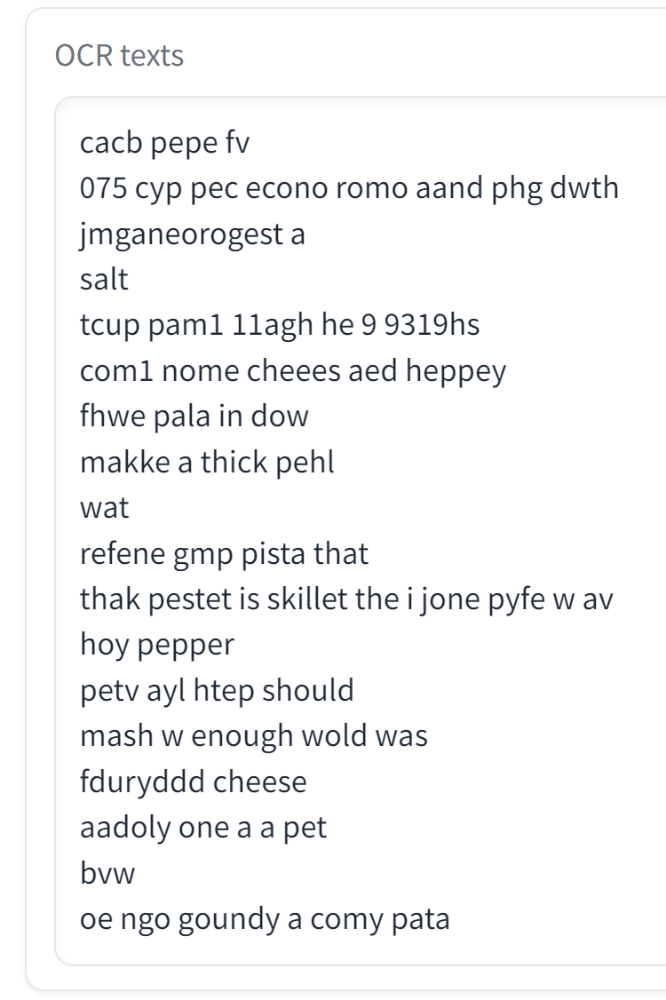 OCR texts
cacb pepe fv
075 cyp pec econo romo aand phg dwth
jmganeorogest a
salt
tcup pam1 11agh he 9 9319hs
com1 nome cheees aed heppey
fhwe pala in dow
makke a thick pehl
wat
refene gmp pista that
thak pestet is skillet the i jone pyfe w av
hoy pepper
petv ayl htep should
mash w enough wold was
fduryddd cheese
aadoly one a a pet
bvw
oe ngo goundy a comy pata